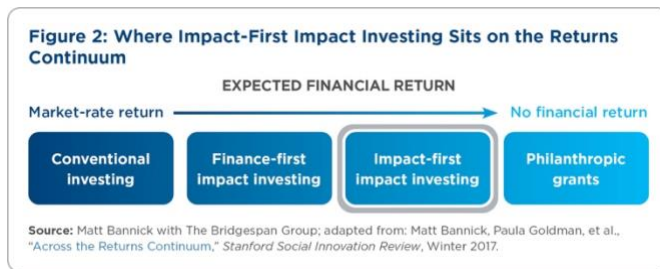 Figure 2: Where Impact-First Impact Investing Sits on the Returns
Continuum
EXPECTED FINANCIAL RETURN
Market-rate return
No financial return
Conventional
investing
Finance-first
impact investing
Impact-first
impact investing
Philanthropic
grants
Source: Matt Bannick with The Bridgespan Group; adapted from: Matt Bannick, Paula Goldman, et al.,
“Across the Returns Continuum,” Stanford Social Innovation Review, Winter 2017.